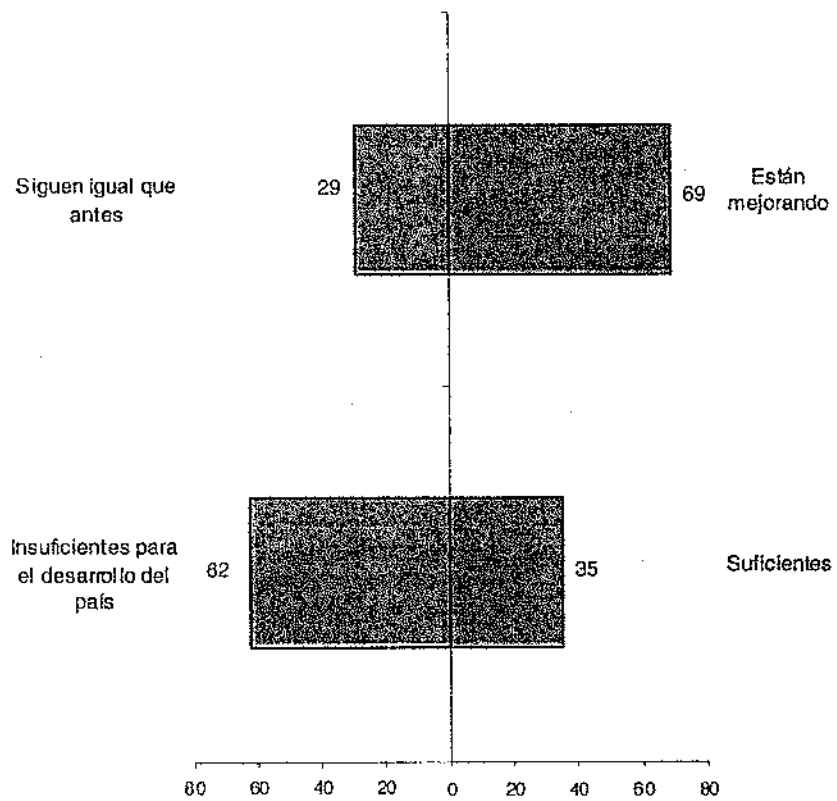 Siguen igual que
antes
29
69
Están
mejorando
Insuficientes para
el desarrollo del
país
62
35
Suficientes
80 60 40 20 0 20 40 60 80